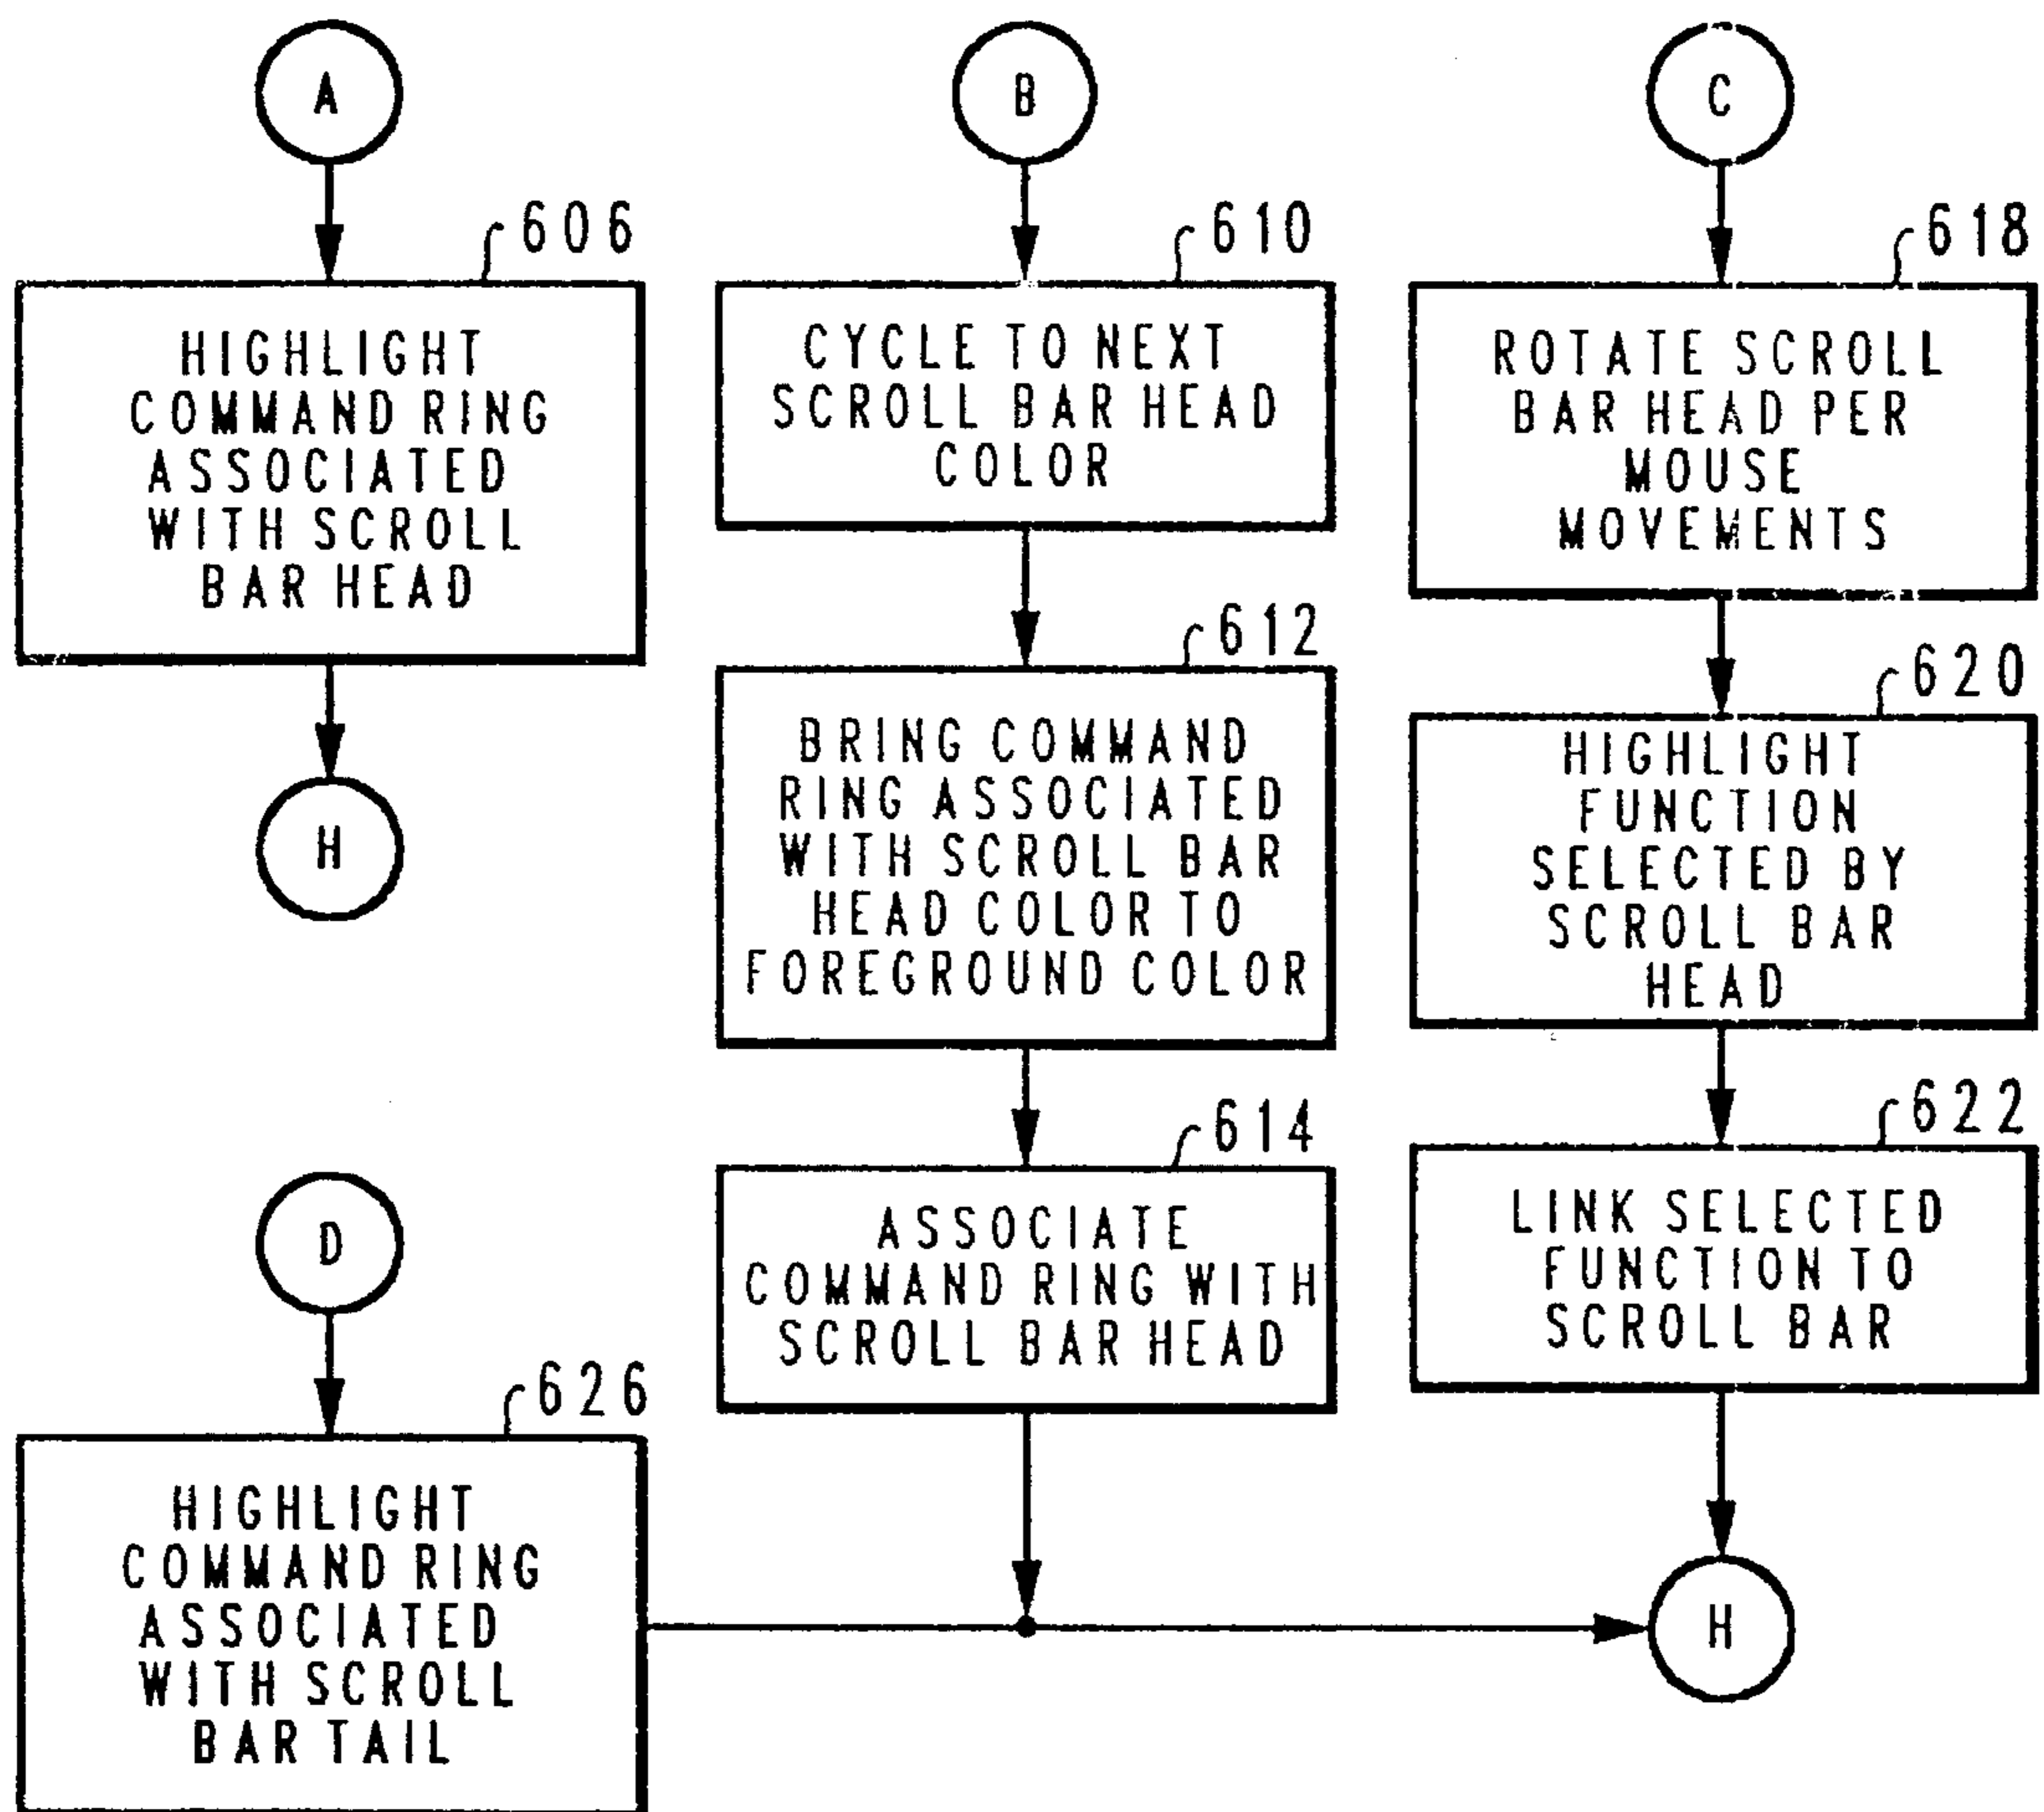 A
606
HIGHLIGHT
COMMAND RING
ASSOCIATED
WITH SCROLL
BAR HEAD
H
B
610
CYCLE TO NEXT
SCROLL BAR HEAD
COLOR
612
BRING COMMAND
RING ASSOCIATED
WITH SCROLL BAR
HEAD COLOR TO
FOREGROUND COLOR
614
ASSOCIATE
COMMAND RING WITH
SCROLL BAR HEAD
C
618
ROTATE SCROLL
BAR HEAD PER
MOUSE
MOVEMENTS
620
HIGHLIGHT
FUNCTION
SELECTED BY
SCROLL BAR
HEAD
622
LINK SELECTED
FUNCTION TO
SCROLL BAR
D
626
HIGHLIGHT
COMMAND RING
ASSOCIATED
WITH SCROLL
BAR TAIL
H